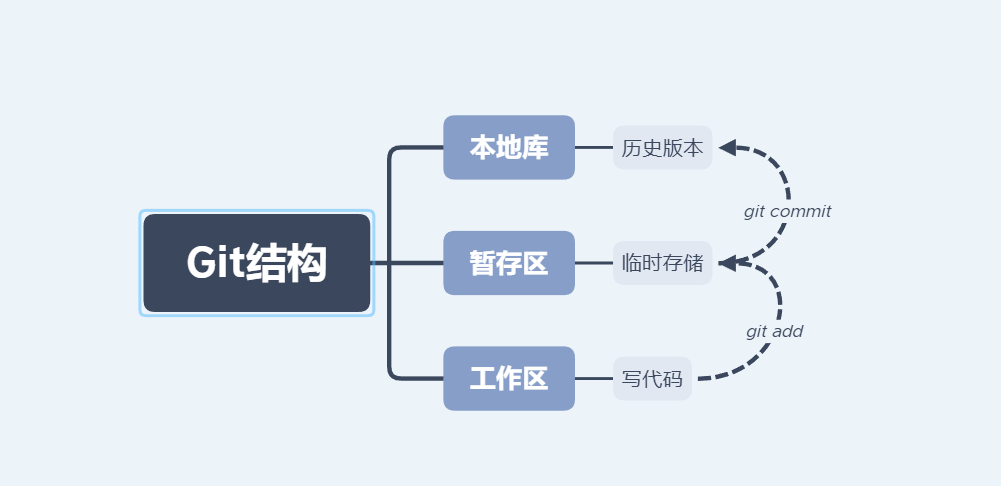 Git结构
本地库
历史版本
git commit
暂存区
临时存储
git add
工作区
写代码